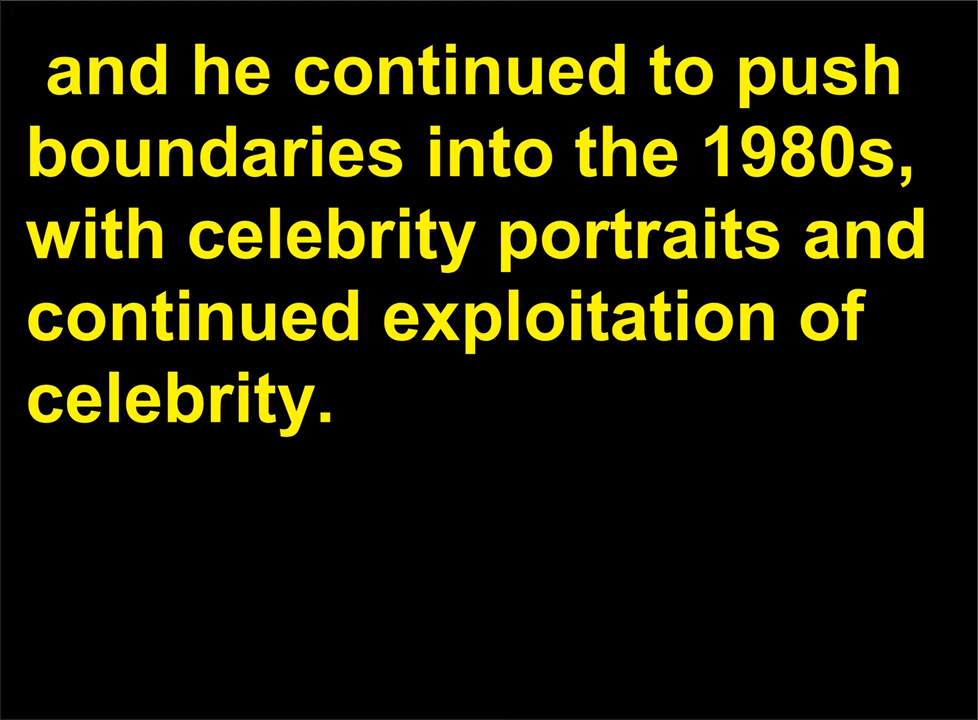 and he continued to push
boundaries into the 1980s,
with celebrity portraits and
continued exploitation of
celebrity.